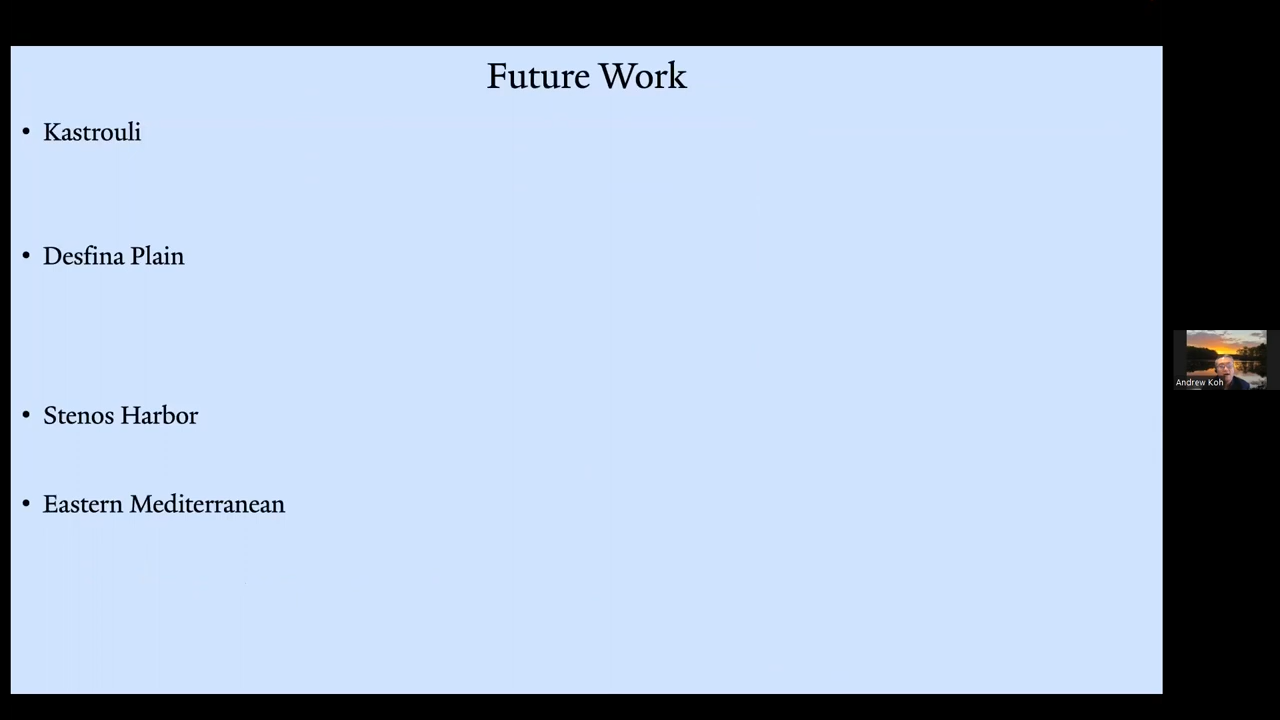 Future Work
• Kastrouli
• Desfina Plain
• Stenos Harbor
• Eastern Mediterranean
Andrew Koh